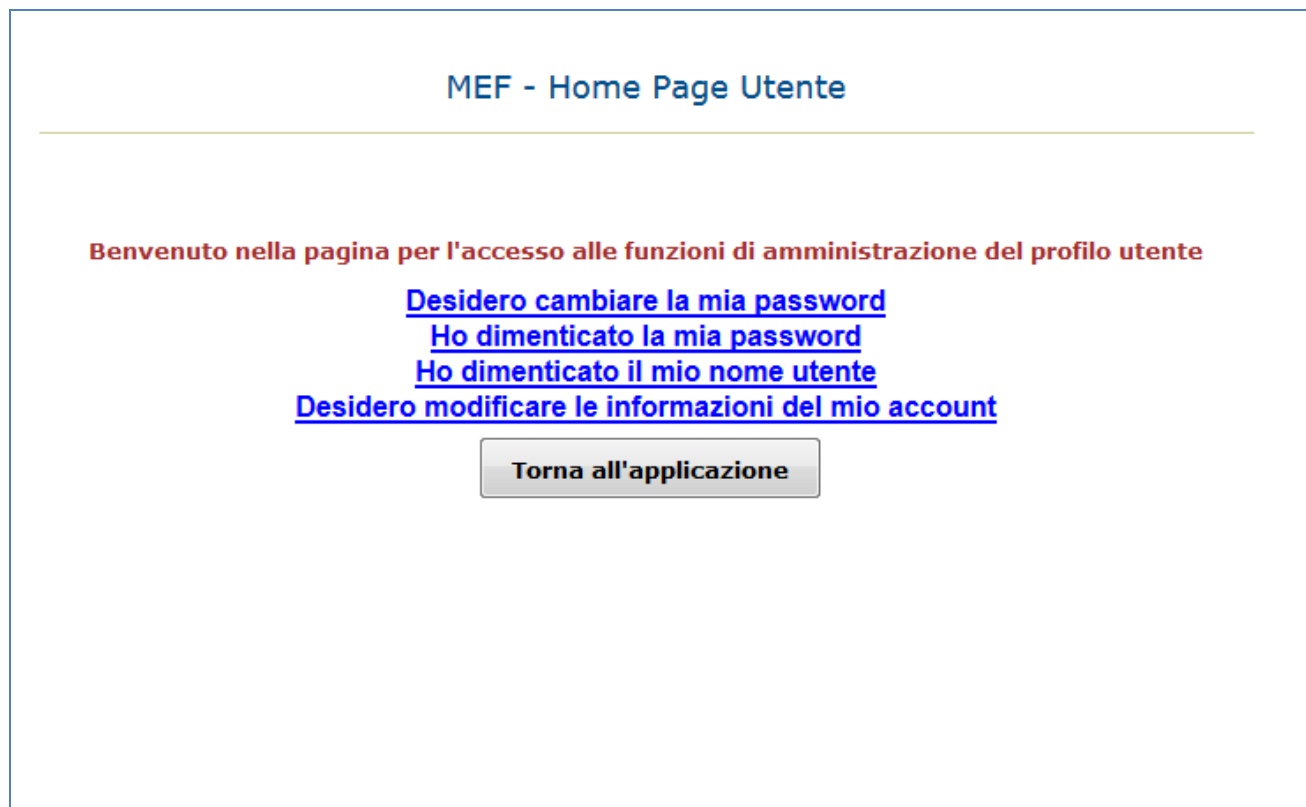 MEF - Home Page Utente
Benvenuto nella pagina per l'accesso alle funzioni di amministrazione del profilo utente
Desidero cambiare la mia password
Ho dimenticato la mia password
Ho dimenticato il mio nome utente
Desidero modificare le informazioni del mio account
Torna all'applicazione